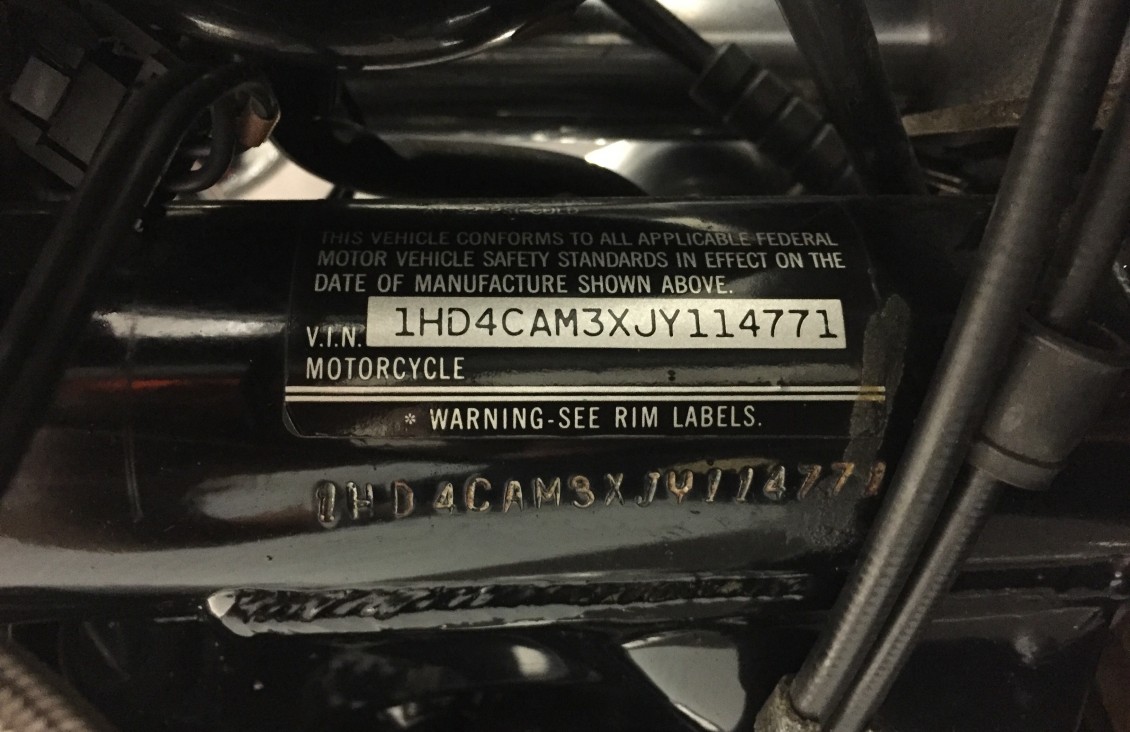 THIS VEHICLE CONFORMS TO ALL APPLICABLE FEDERAL
MOTOR VEHICLE SAFETY STANDARDS IN EFFECT ON THE
DATE OF MANUFACTURE SHOWN ABOVE.
V.I.N. 1HD4CAM3XJY114771
MOTORCYCLE
* WARNING-SEE RIM LABELS.
1HD4CAM3XJY114771